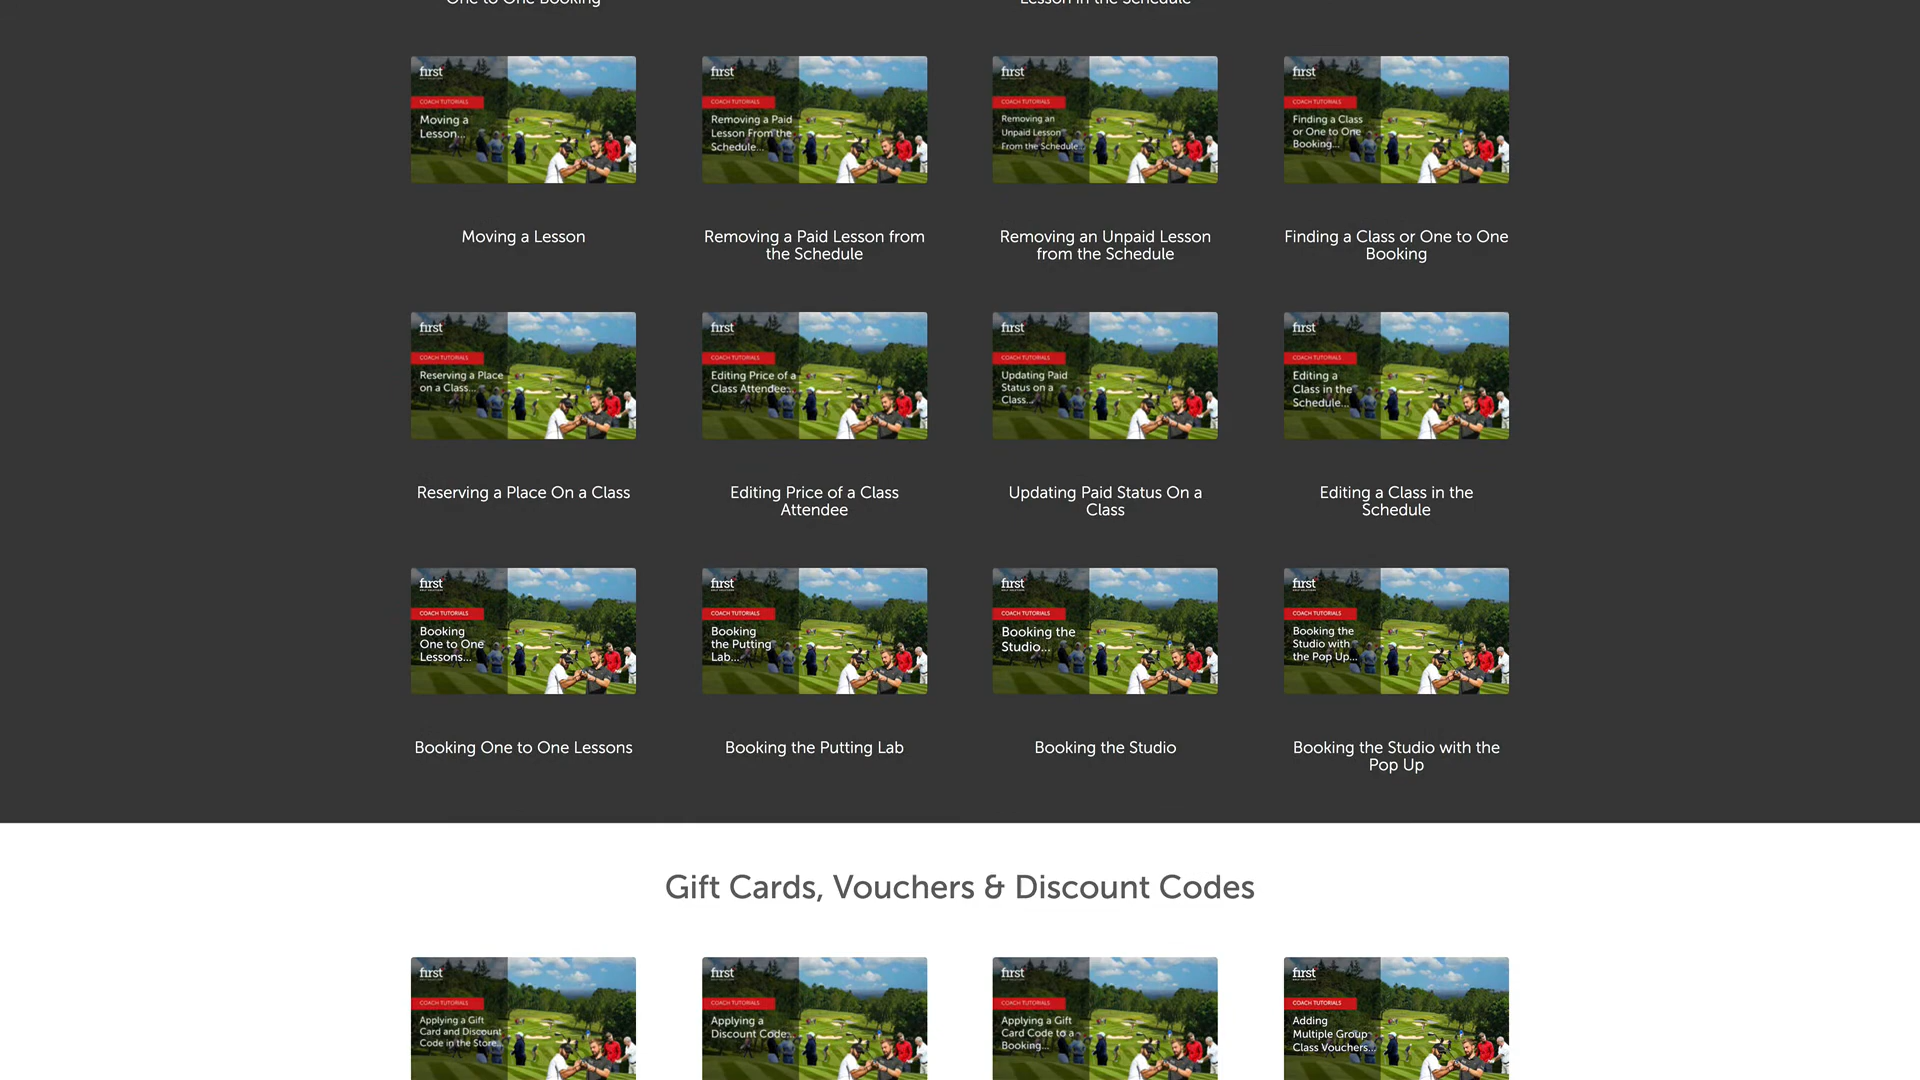 One to One Booking
Lesson in the Schedule
first
COACH TUTORIALS
Moving a
Lesson...
first
COACH TUTORIALS
Removing a Paid
Lesson From the
Schedule...
first
COACH TUTORIALS
Removing an
Unpaid Lesson
From the Schedule...
first
COACH TUTORIALS
Finding a Class
or One to One
Booking...
Moving a Lesson
Removing a Paid Lesson from
the Schedule
Removing an Unpaid Lesson
from the Schedule
Finding a Class or One to One
Booking
first
COACH TUTORIALS
Reserving a Place
on a Class...
first
COACH TUTORIALS
Editing Price of a
Class Attendee...
first
COACH TUTORIALS
Updating Paid
Status on a
Class...
first
COACH TUTORIALS
Editing a
Class in the
Schedule...
Reserving a Place On a Class
Editing Price of a Class
Attendee
Updating Paid Status On a
Class
Editing a Class in the
Schedule
first
COACH TUTORIALS
Booking
One to One
Lessons...
first
COACH TUTORIALS
Booking
the Putting
Lab...
first
COACH TUTORIALS
Booking the
Studio...
first
COACH TUTORIALS
Booking the
Studio with
the Pop Up...
Booking One to One Lessons
Booking the Putting Lab
Booking the Studio
Booking the Studio with the
Pop Up
Gift Cards, Vouchers & Discount Codes
first
COACH TUTORIALS
Applying a Gift
Card and Discount
Code in the Store...
first
COACH TUTORIALS
Applying a
Discount Code...
first
COACH TUTORIALS
Applying a Gift
Card Code to a
Booking...
first
COACH TUTORIALS
Adding
Multiple Group
Class Vouchers...